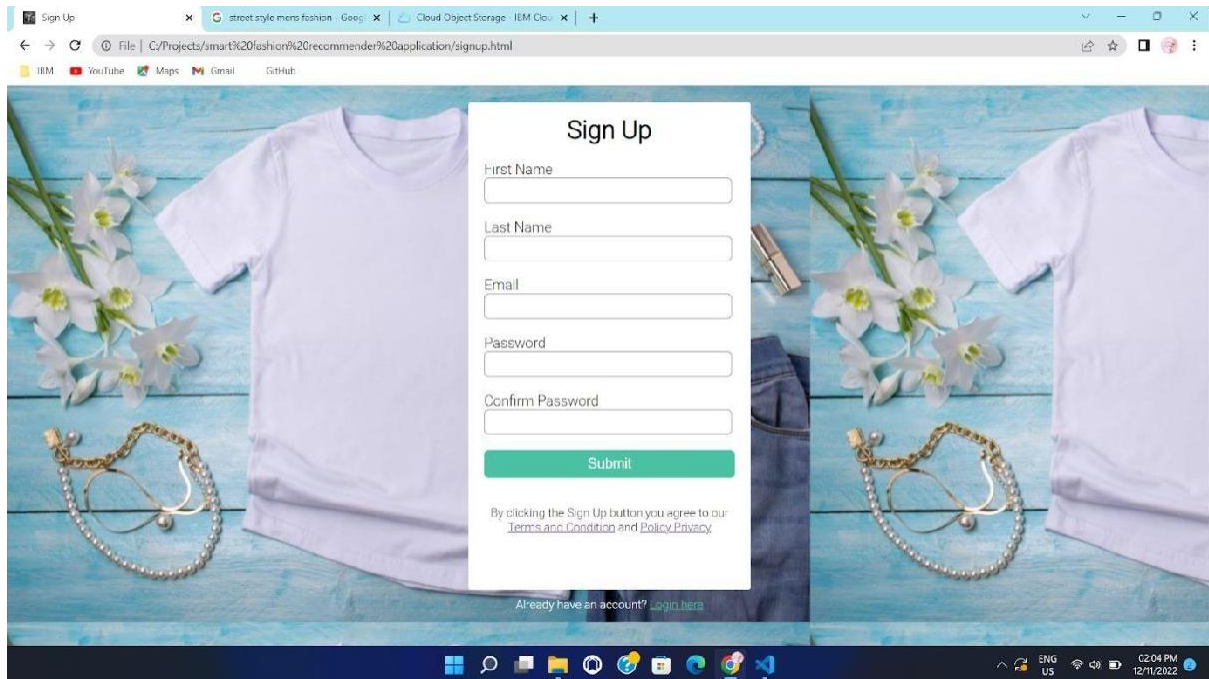 Sign Up
street style mens fashion - Goog
Cloud Object Storage - IBM Clou
File | C:/Projects/smart%20fashion%20recommender%20application/signup.html
IBM
YouTube
Maps
Gmail
GitHub
Sign Up
First Name
Last Name
Email
Password
Confirm Password
Submit
By clicking the Sign Up button,you agree to our
Terms and Condition and Policy Privacy
Already have an account? Login here
ENG
US
02:04 PM
12/11/2022